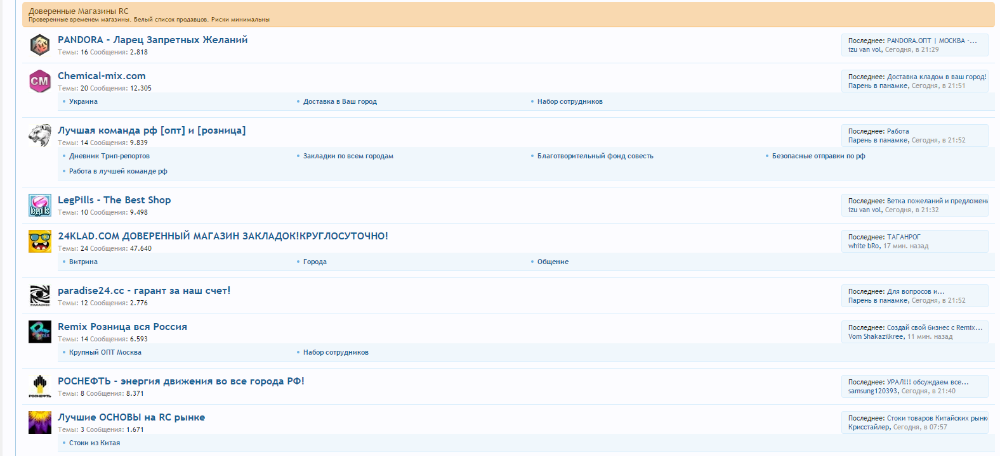 Доверенные Магазины RC
Проверенные временем магазины. Белый список продавцов. Риски минимальны
PANDORA - Ларец Запретных Желаний
Темы: 16 Сообщения: 2.818
Последнее: PANDORA.ОПТ | МОСКВА -...
izu van vol, Сегодня, в 21:29
CM
Chemical-mix.com
Темы: 20 Сообщения: 12.305
Последнее: Доставка кладом в ваш город!
Парень в панамке, Сегодня, в 21:51
• Украина • Доставка в Ваш город • Набор сотрудников
Лучшая команда рф [опт] и [розница]
Темы: 14 Сообщения: 9.839
Последнее: Работа
Парень в панамке, Сегодня, в 21:52
• Дневник Трип-репортов • Закладки по всем городам • Благотворительный фонд совесть • Безопасные отправки по рф
• Работа в лучшей команде рф
legpills
LegPills - The Best Shop
Темы: 10 Сообщения: 9.498
Последнее: Ветка пожеланий и предложени
izu van vol, Сегодня, в 21:32
24KLAD.COM ДОВЕРЕННЫЙ МАГАЗИН ЗАКЛАДОК!КРУГЛОСУТОЧНО!
Темы: 24 Сообщения: 47.640
Последнее: ТАГАНРОГ
white bRo, 17 мин. назад
• Витрина • Города • Общение
PARADISE
paradise24.cc - гарант за наш счет!
Темы: 12 Сообщения: 2.776
Последнее: Для вопросов и...
Парень в панамке, Сегодня, в 21:52
Remix Розница вся Россия
Темы: 14 Сообщения: 6.593
Последнее: Создай свой бизнес с Remix...
Vom Shakazilkree, 11 мин. назад
• Крупный ОПТ Москва • Набор сотрудников
РОСНЕФТЬ
РОСНЕФТЬ - энергия движения во все города РФ!
Темы: 8 Сообщения: 8.371
Последнее: УРАЛ!!! обсуждаем все...
samsung120393, Сегодня, в 21:40
Лучшие ОСНОВЫ на RC рынке
Темы: 3 Сообщения: 1.671
Последнее: Стоки товаров Китайских рынк
Крисстайлер, Сегодня, в 07:57
• Стоки из Китая